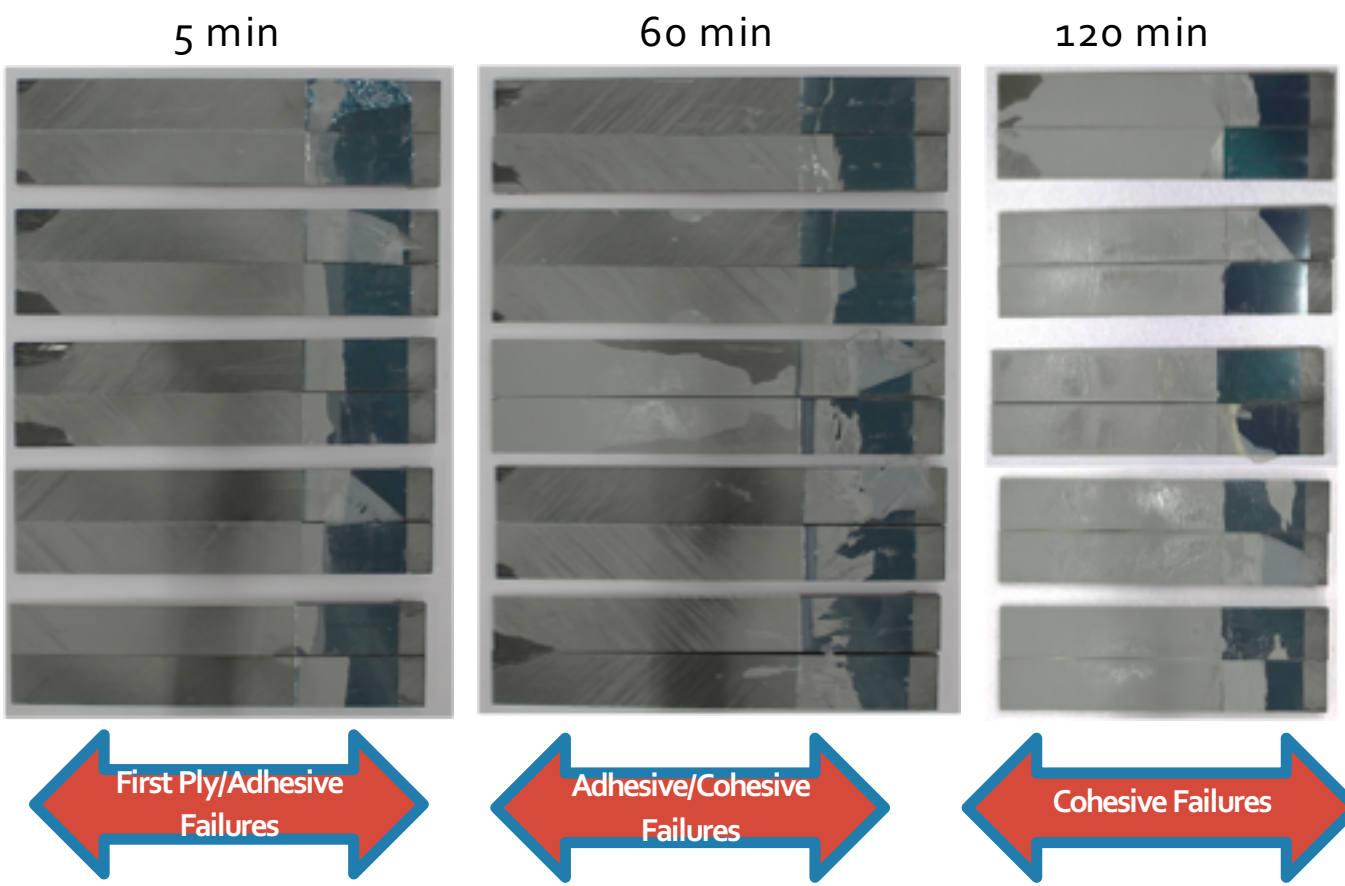 5 min
60 min
120 min
First Ply/Adhesive
Failures
Adhesive/Cohesive
Failures
Cohesive Failures